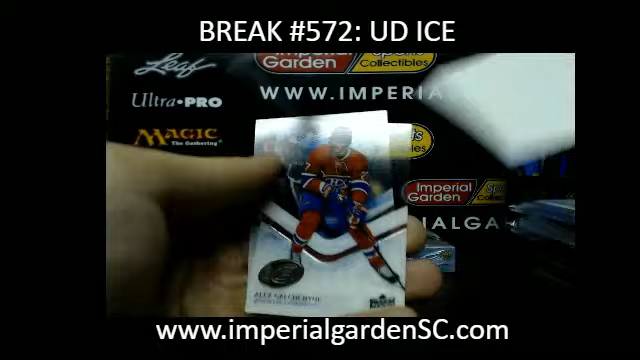 BREAK #572: UD ICE
Leaf
Imperial
Garden
Sports
Collectibles
Ultra•PRO
WWW.IMPERIA
MAGIC
The Gathering
Imperial
Garden
IALGA
www.imperialgardenSC.com